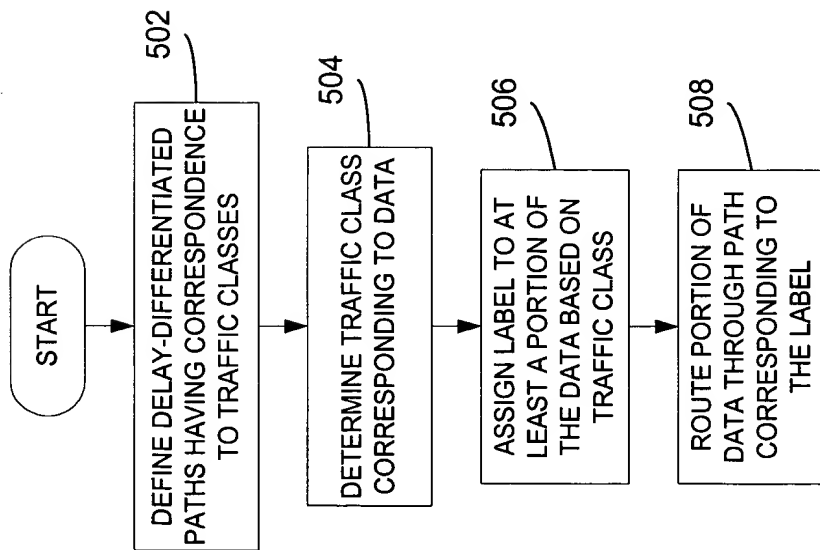 START
502
DEFINE DELAY-DIFFERENTIATED
PATHS HAVING CORRESPONDENCE
TO TRAFFIC CLASSES
504
DETERMINE TRAFFIC CLASS
CORRESPONDING TO DATA
506
ASSIGN LABEL TO AT
LEAST A PORTION OF
THE DATA BASED ON
TRAFFIC CLASS
508
ROUTE PORTION OF
DATA THROUGH PATH
CORRESPONDING TO
THE LABEL